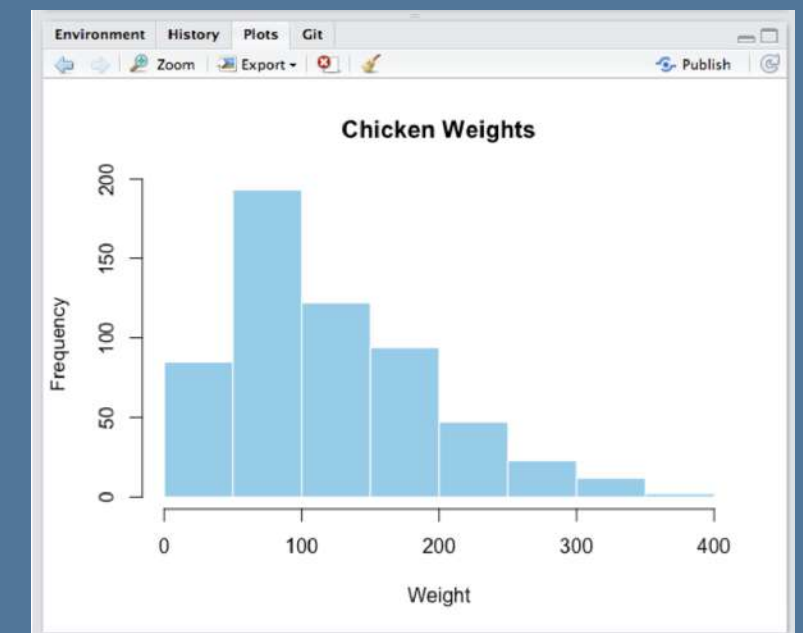 Environment History Plots Git
Zoom Export Publish
Chicken Weights
200
150
100
50
0
Frequency
0 100 200 300 400
Weight